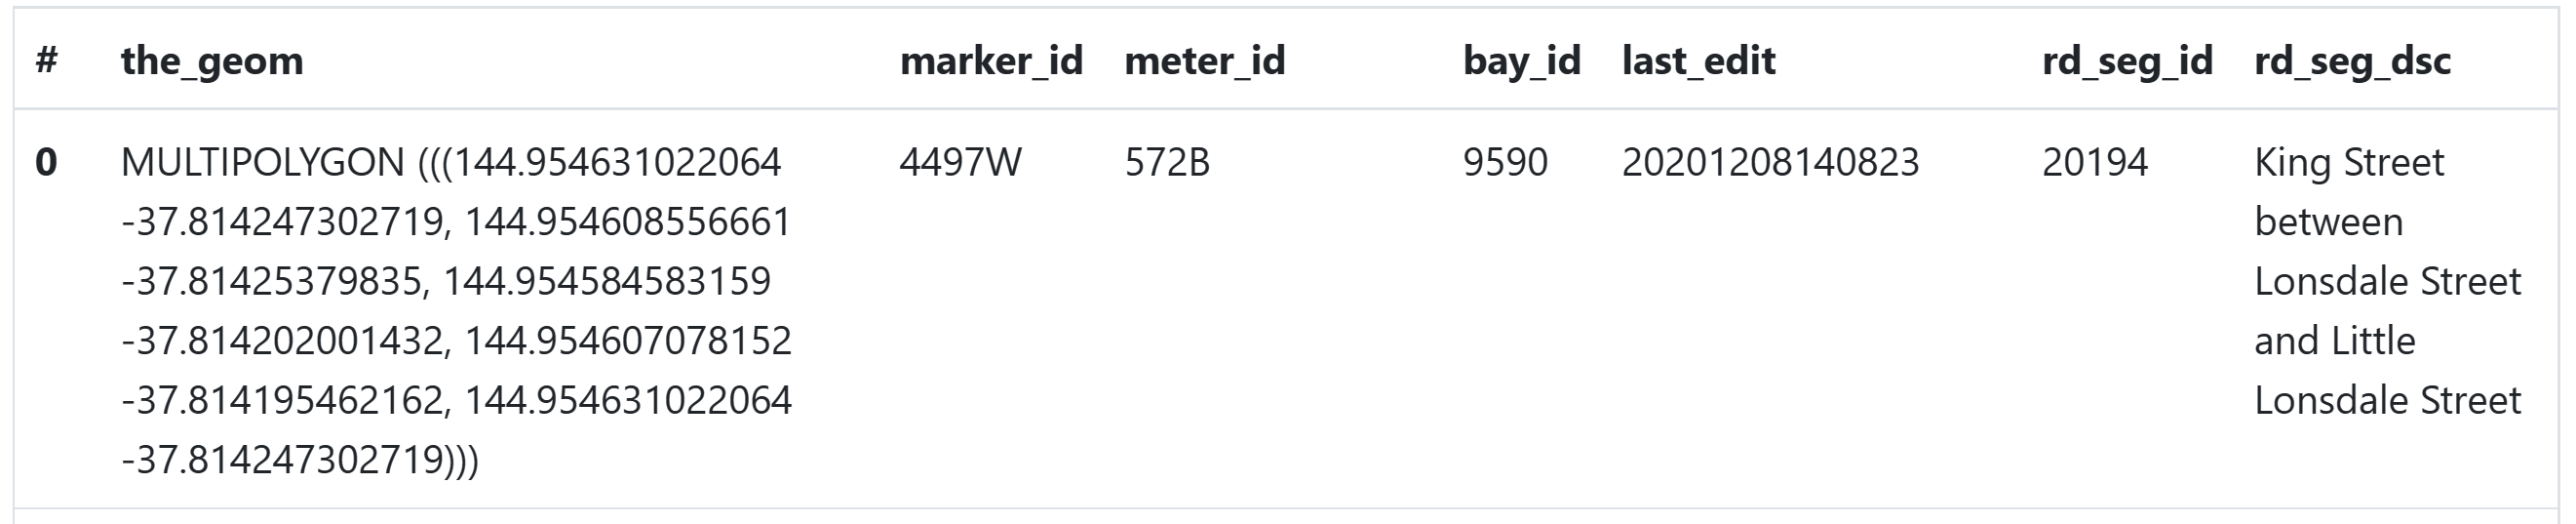 # the_geom marker_id meter_id bay_id last_edit rd_seg_id rd_seg_dsc
0 MULTIPOLYGON (((144.954631022064 4497W 572B 9590 20201208140823 20194 King Street
-37.814247302719, 144.954608556661 between
-37.81425379835, 144.954584583159 Lonsdale Street
-37.814202001432, 144.954607078152 and Little
-37.814195462162, 144.954631022064 Lonsdale Street
-37.814247302719)))